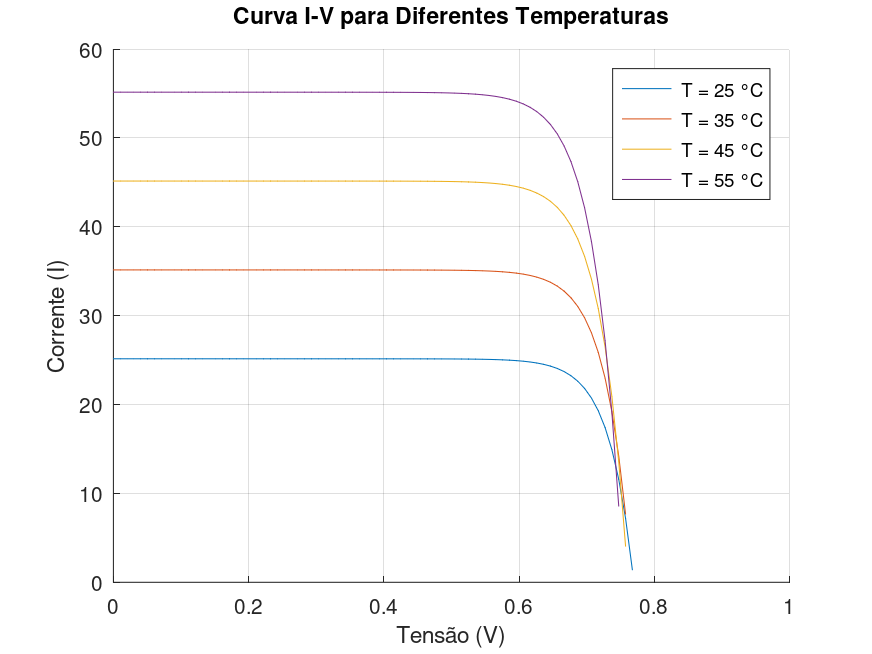 Curva I-V para Diferentes Temperaturas
60
50
40
30
20
10
0
Corrente (I)
T = 25 °C
T = 35 °C
T = 45 °C
T = 55 °C
0 0.2 0.4 0.6 0.8 1
Tensão (V)